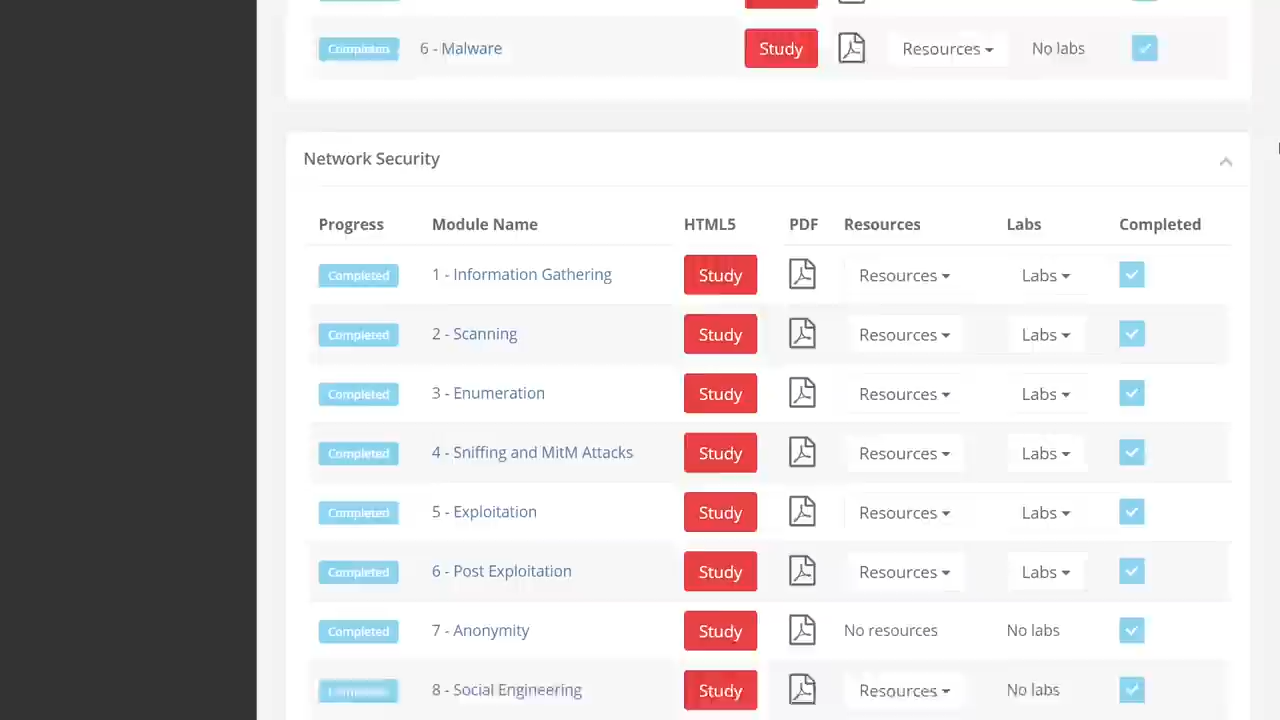 Completed 6 - Malware Study Resources No labs
Network Security
Progress Module Name HTML5 PDF Resources Labs Completed
Completed 1 - Information Gathering Study Resources Labs
Completed 2 - Scanning Study Resources Labs
Completed 3 - Enumeration Study Resources Labs
Completed 4 - Sniffing and MitM Attacks Study Resources Labs
Completed 5 - Exploitation Study Resources Labs
Completed 6 - Post Exploitation Study Resources Labs
Completed 7 - Anonymity Study No resources No labs
Completed 8 - Social Engineering Study Resources No labs